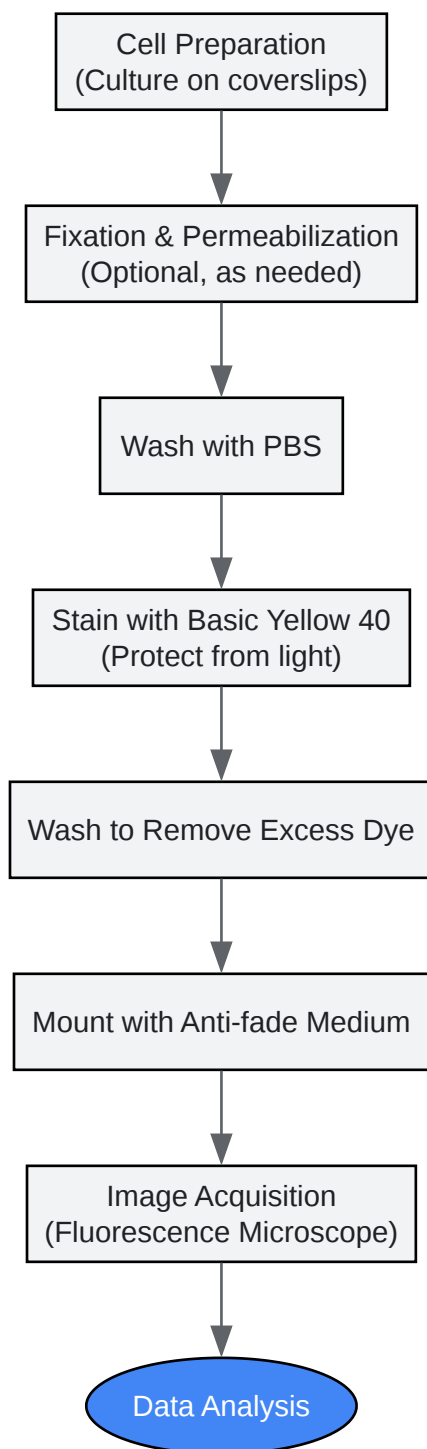 Cell Preparation
(Culture on coverslips)
Fixation & Permeabilization
(Optional, as needed)
Wash with PBS
Stain with Basic Yellow 40
(Protect from light)
Wash to Remove Excess Dye
Mount with Anti-fade Medium
Image Acquisition
(Fluorescence Microscope)
Data Analysis